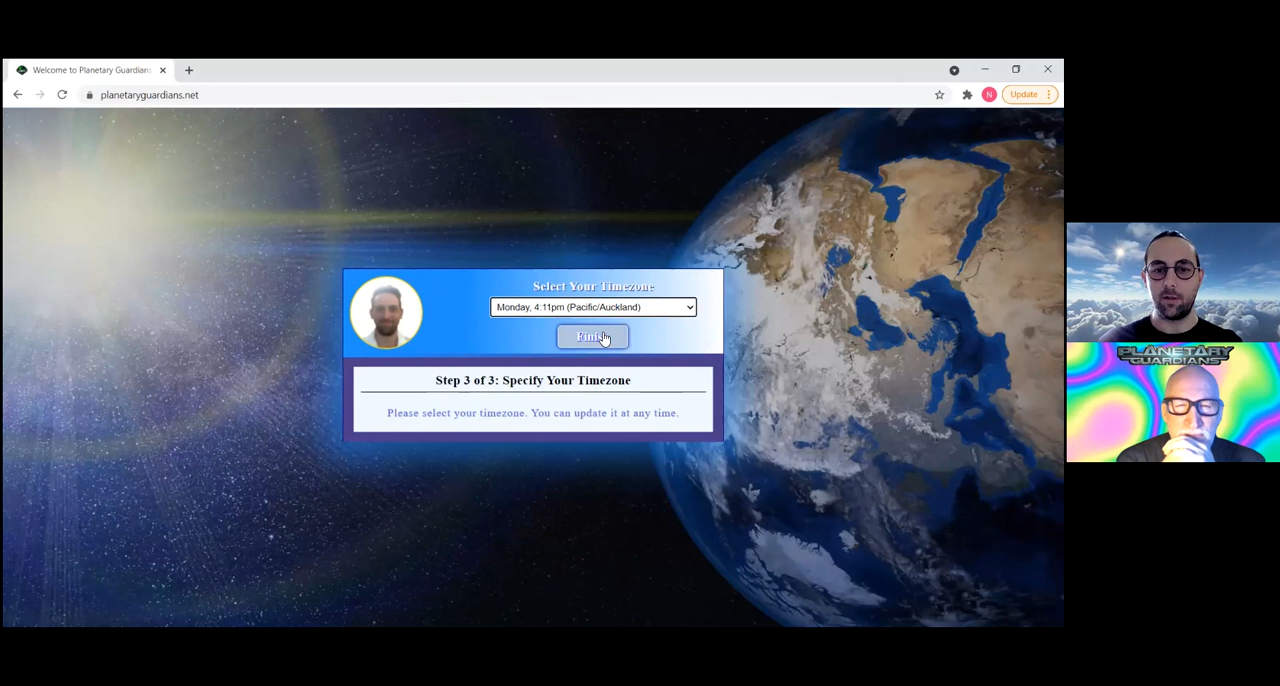 Welcome to Planetary Guardians
planetaryguardians.net
N
Update
Select Your Timezone
Monday, 4:11pm (Pacific/Auckland)
Finish
Step 3 of 3: Specify Your Timezone
Please select your timezone. You can update it at any time.
PLANETARY
GUARDIANS